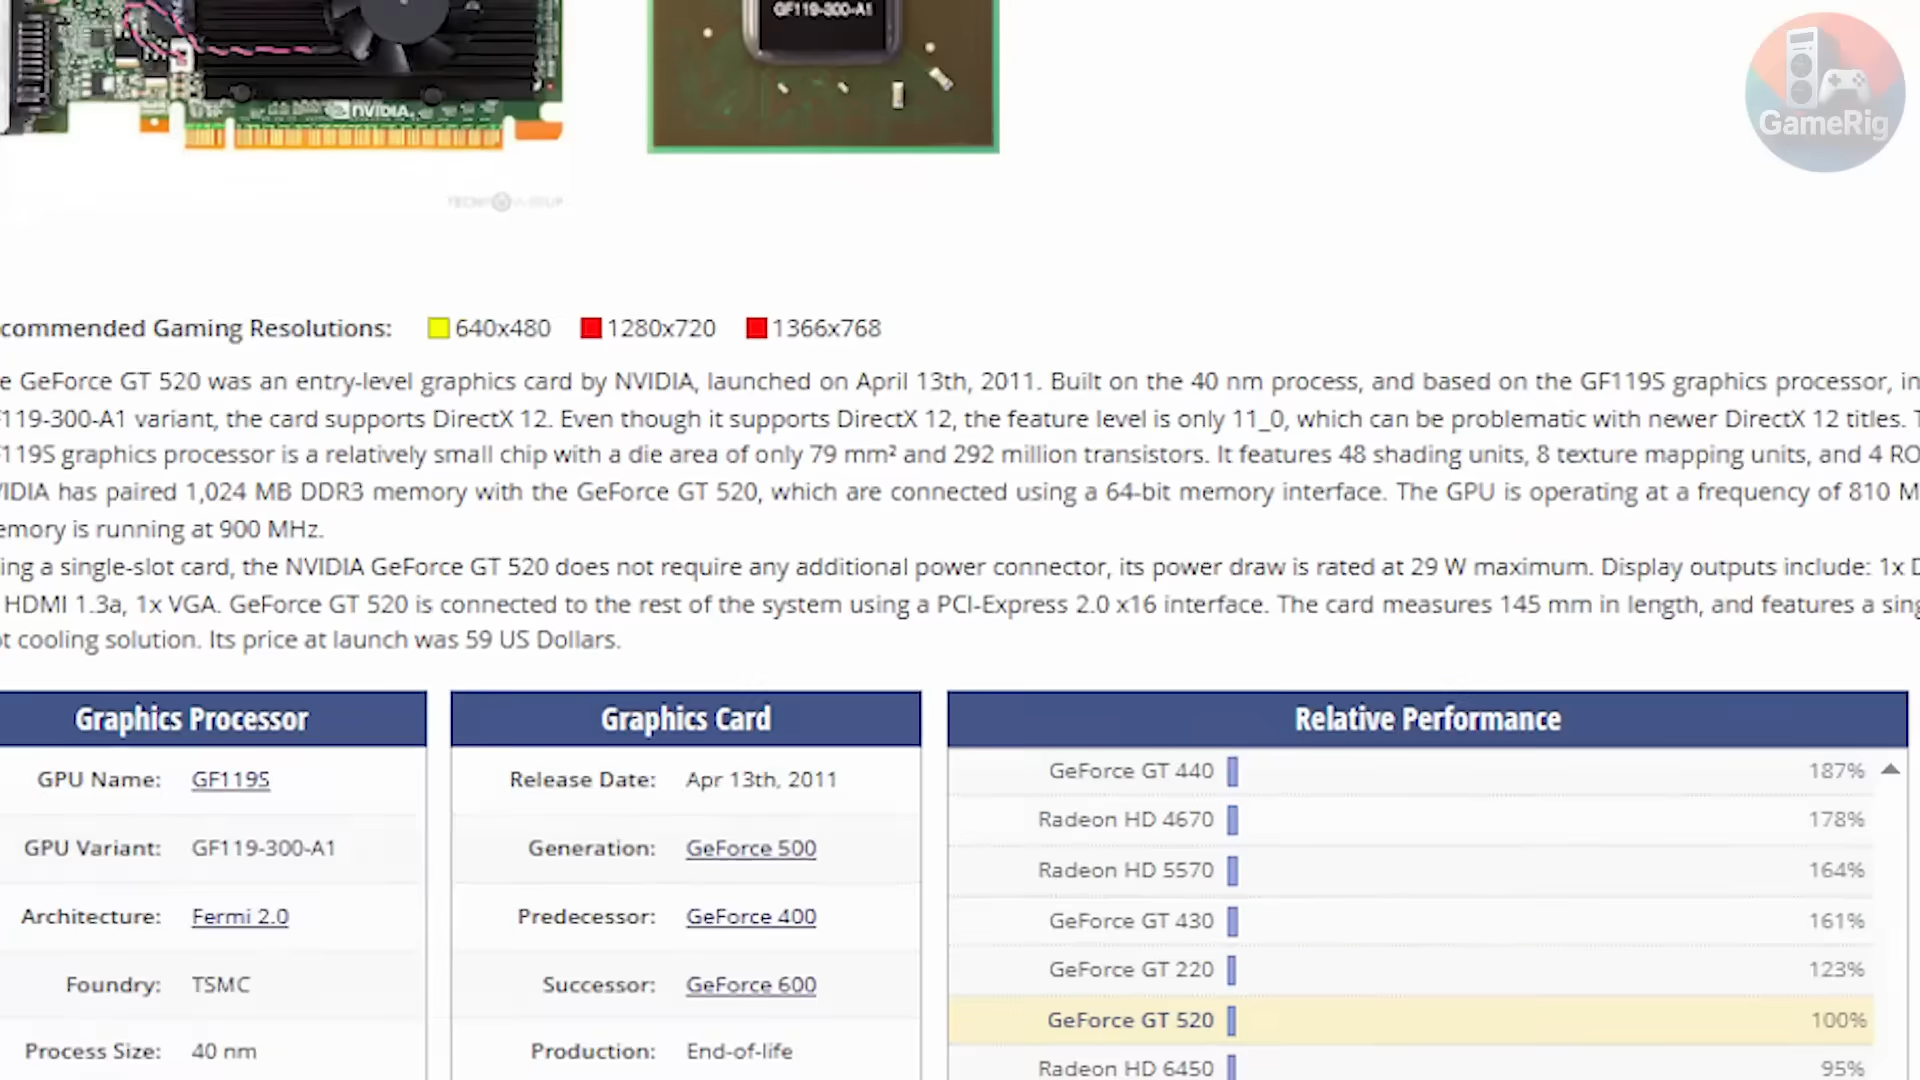 GF119-300-A1
NVIDIA.
GameRig
commended Gaming Resolutions: 640x480 1280x720 1366x768
e GeForce GT 520 was an entry-level graphics card by NVIDIA, launched on April 13th, 2011. Built on the 40 nm process, and based on the GF119S graphics processor, in
F119-300-A1 variant, the card supports DirectX 12. Even though it supports DirectX 12, the feature level is only 11_0, which can be problematic with newer DirectX 12 titles. T
F119S graphics processor is a relatively small chip with a die area of only 79 mm² and 292 million transistors. It features 48 shading units, 8 texture mapping units, and 4 RO
VIDIA has paired 1,024 MB DDR3 memory with the GeForce GT 520, which are connected using a 64-bit memory interface. The GPU is operating at a frequency of 810 M
emory is running at 900 MHz.
ing a single-slot card, the NVIDIA GeForce GT 520 does not require any additional power connector, its power draw is rated at 29 W maximum. Display outputs include: 1x D
HDMI 1.3a, 1x VGA. GeForce GT 520 is connected to the rest of the system using a PCI-Express 2.0 x16 interface. The card measures 145 mm in length, and features a sing
ot cooling solution. Its price at launch was 59 US Dollars.
Graphics Processor
GPU Name: GF119S
GPU Variant: GF119-300-A1
Architecture: Fermi 2.0
Foundry: TSMC
Process Size: 40 nm
Graphics Card
Release Date: Apr 13th, 2011
Generation: GeForce 500
Predecessor: GeForce 400
Successor: GeForce 600
Production: End-of-life
Relative Performance
GeForce GT 440 187%
Radeon HD 4670 178%
Radeon HD 5570 164%
GeForce GT 430 161%
GeForce GT 220 123%
GeForce GT 520 100%
Radeon HD 6450 95%